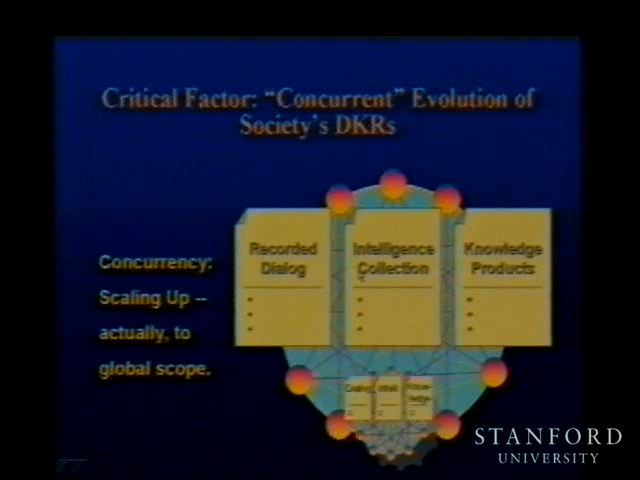 Critical Factor: “Concurrent” Evolution of
Society's DKRs
Concurrency:
Scaling Up --
actually, to
global scope.
Recorded
Dialog
Intelligence
Collection
Knowledge
Products
STANFORD
UNIVERSITY